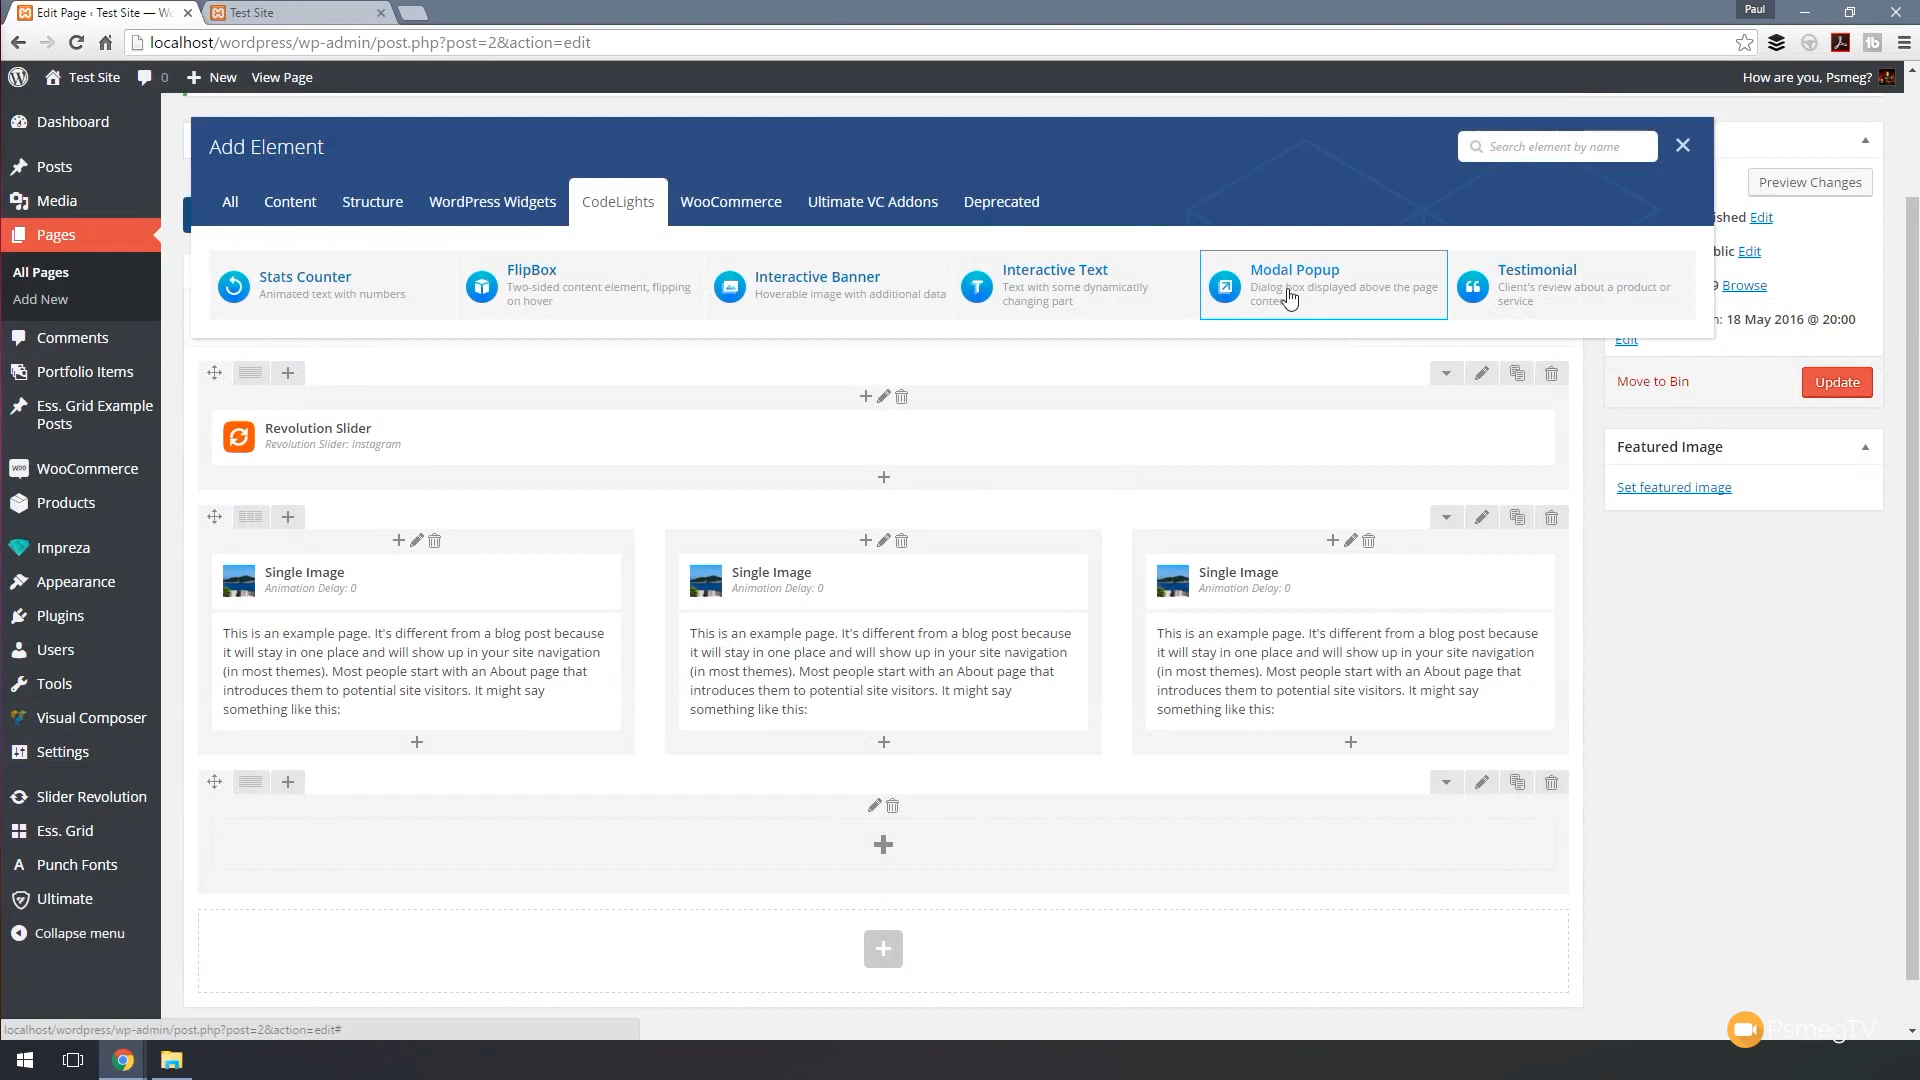 Edit Page ‹ Test Site — W
Test Site
Paul
localhost/wordpress/wp-admin/post.php?post=2&action=edit
Test Site
0
New
View Page
How are you, Psmeg?
Dashboard
Posts
Media
Pages
All Pages
Add New
Comments
Portfolio Items
Ess. Grid Example
Posts
WooCommerce
Products
Impreza
Appearance
Plugins
Users
Tools
Visual Composer
Settings
Slider Revolution
Ess. Grid
Punch Fonts
Ultimate
Collapse menu
Add Element
Search element by name
All
Content
Structure
WordPress Widgets
CodeLights
WooCommerce
Ultimate VC Addons
Deprecated
Stats Counter
Animated text with numbers
FlipBox
Two-sided content element, flipping
on hover
Interactive Banner
Hoverable image with additional data
Interactive Text
Text with some dynamicatlly
changing part
Modal Popup
Dialog box displayed above the page
Testimonial
Client's review about a product or
service
Preview Changes
ished Edit
blic Edit
9 Browse
n: 18 May 2016 @ 20:00
Edit
Move to Bin
Update
Featured Image
Set featured image
Revolution Slider
Revolution Slider: Instagram
Single Image
Animation Delay: 0
This is an example page. It's different from a blog post because
it will stay in one place and will show up in your site navigation
(in most themes). Most people start with an About page that
introduces them to potential site visitors. It might say
something like this:
Single Image
Animation Delay: 0
This is an example page. It's different from a blog post because
it will stay in one place and will show up in your site navigation
(in most themes). Most people start with an About page that
introduces them to potential site visitors. It might say
something like this:
Single Image
Animation Delay: 0
This is an example page. It's different from a blog post because
it will stay in one place and will show up in your site navigation
(in most themes). Most people start with an About page that
introduces them to potential site visitors. It might say
something like this:
localhost/wordpress/wp-admin/post.php?post=2&action=edit#
PsmegTV